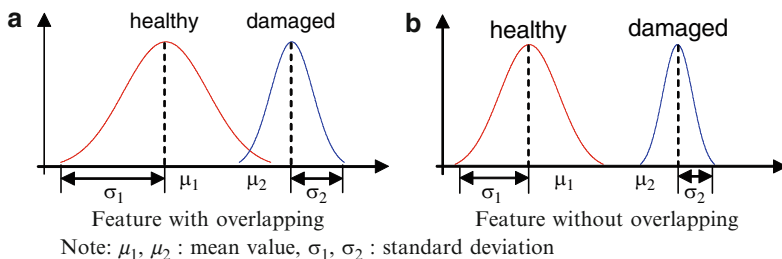 a
healthy damaged
σ1 μ1 μ2 σ2
Feature with overlapping
b
healthy damaged
σ1 μ1 μ2 σ2
Feature without overlapping
Note: μ1, μ2 : mean value, σ1, σ2 : standard deviation